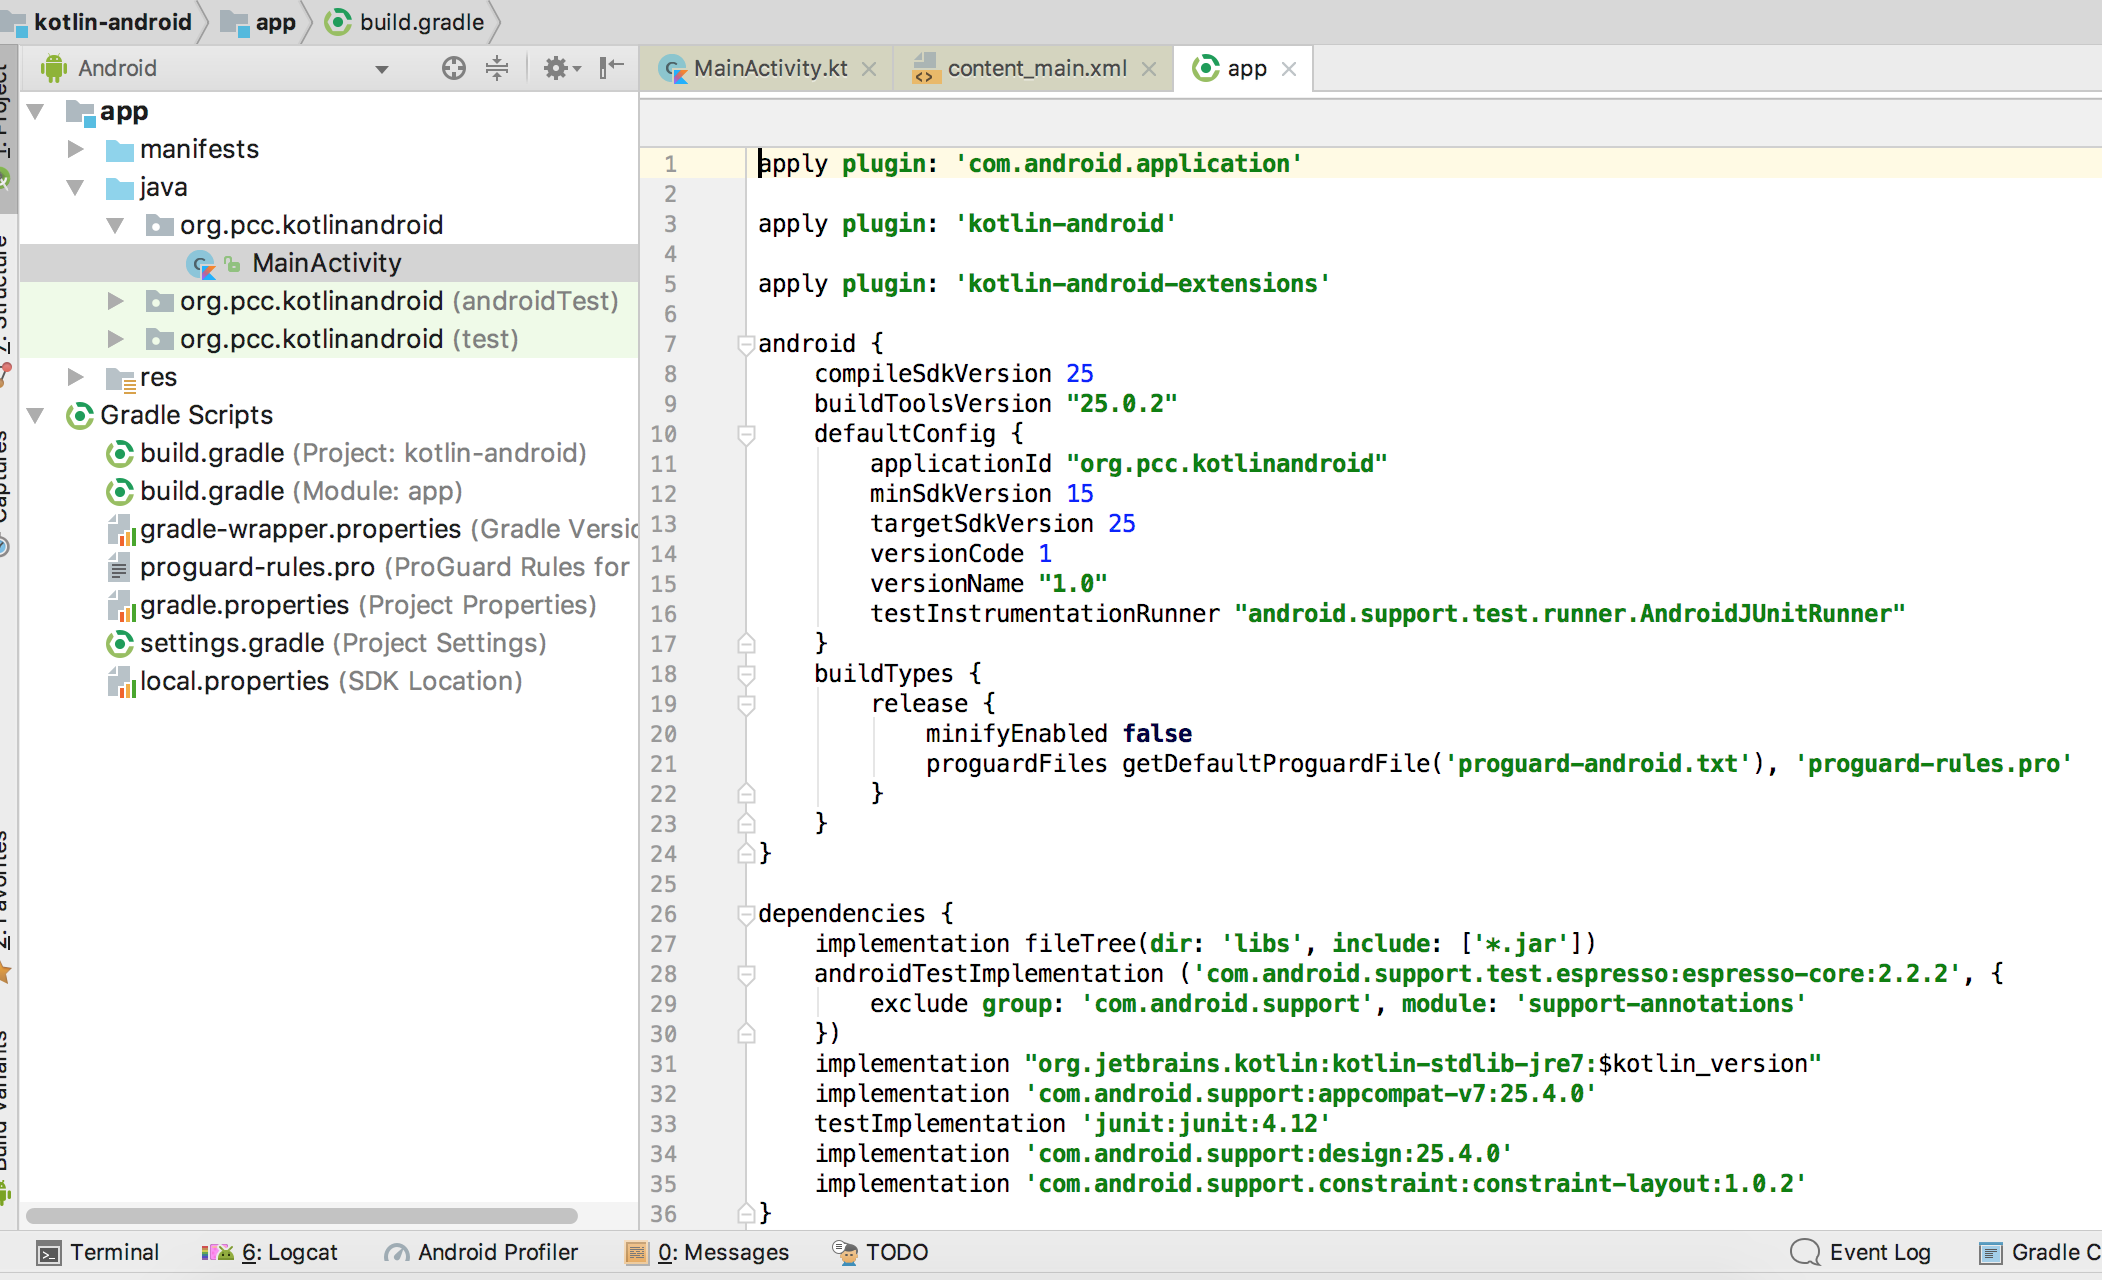 kotlin-android app build.gradle
Android
MainActivity.kt content_main.xml app
1: Project
Z: Structure
Captures
2: Favorites
Build Variants
app
manifests
java
org.pcc.kotlinandroid
MainActivity
org.pcc.kotlinandroid (androidTest)
org.pcc.kotlinandroid (test)
res
Gradle Scripts
build.gradle (Project: kotlin-android)
build.gradle (Module: app)
gradle-wrapper.properties (Gradle Versio
proguard-rules.pro (ProGuard Rules for
gradle.properties (Project Properties)
settings.gradle (Project Settings)
local.properties (SDK Location)
1 apply plugin: 'com.android.application'
2
3 apply plugin: 'kotlin-android'
4
5 apply plugin: 'kotlin-android-extensions'
6
7 android {
8 compileSdkVersion 25
9 buildToolsVersion "25.0.2"
10 defaultConfig {
11 applicationId "org.pcc.kotlinandroid"
12 minSdkVersion 15
13 targetSdkVersion 25
14 versionCode 1
15 versionName "1.0"
16 testInstrumentationRunner "android.support.test.runner.AndroidJUnitRunner"
17 }
18 buildTypes {
19 release {
20 minifyEnabled false
21 proguardFiles getDefaultProguardFile('proguard-android.txt'), 'proguard-rules.pro'
22 }
23 }
24 }
25
26 dependencies {
27 implementation fileTree(dir: 'libs', include: ['*.jar'])
28 androidTestImplementation ('com.android.support.test.espresso:espresso-core:2.2.2', {
29 exclude group: 'com.android.support', module: 'support-annotations'
30 })
31 implementation "org.jetbrains.kotlin:kotlin-stdlib-jre7:$kotlin_version"
32 implementation 'com.android.support:appcompat-v7:25.4.0'
33 testImplementation 'junit:junit:4.12'
34 implementation 'com.android.support:design:25.4.0'
35 implementation 'com.android.support.constraint:constraint-layout:1.0.2'
36 }
Terminal 6: Logcat Android Profiler 0: Messages TODO Event Log Gradle C